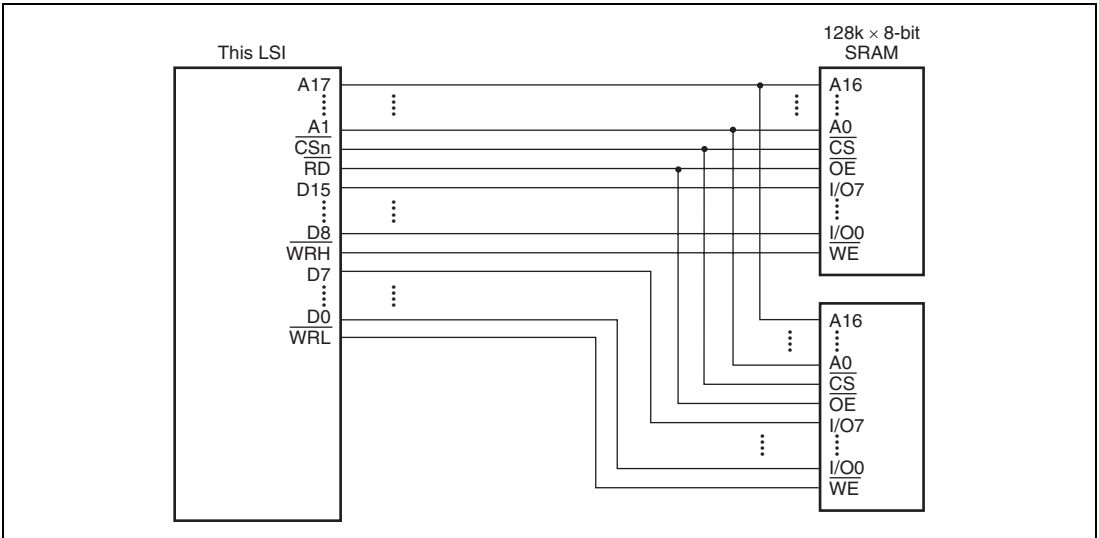 This LSI
A17
A1
CSn
RD
D15
D8
WRH
D7
D0
WRL
128k × 8-bit
SRAM
A16
A0
CS
OE
I/O7
I/O0
WE
A16
A0
CS
OE
I/O7
I/O0
WE